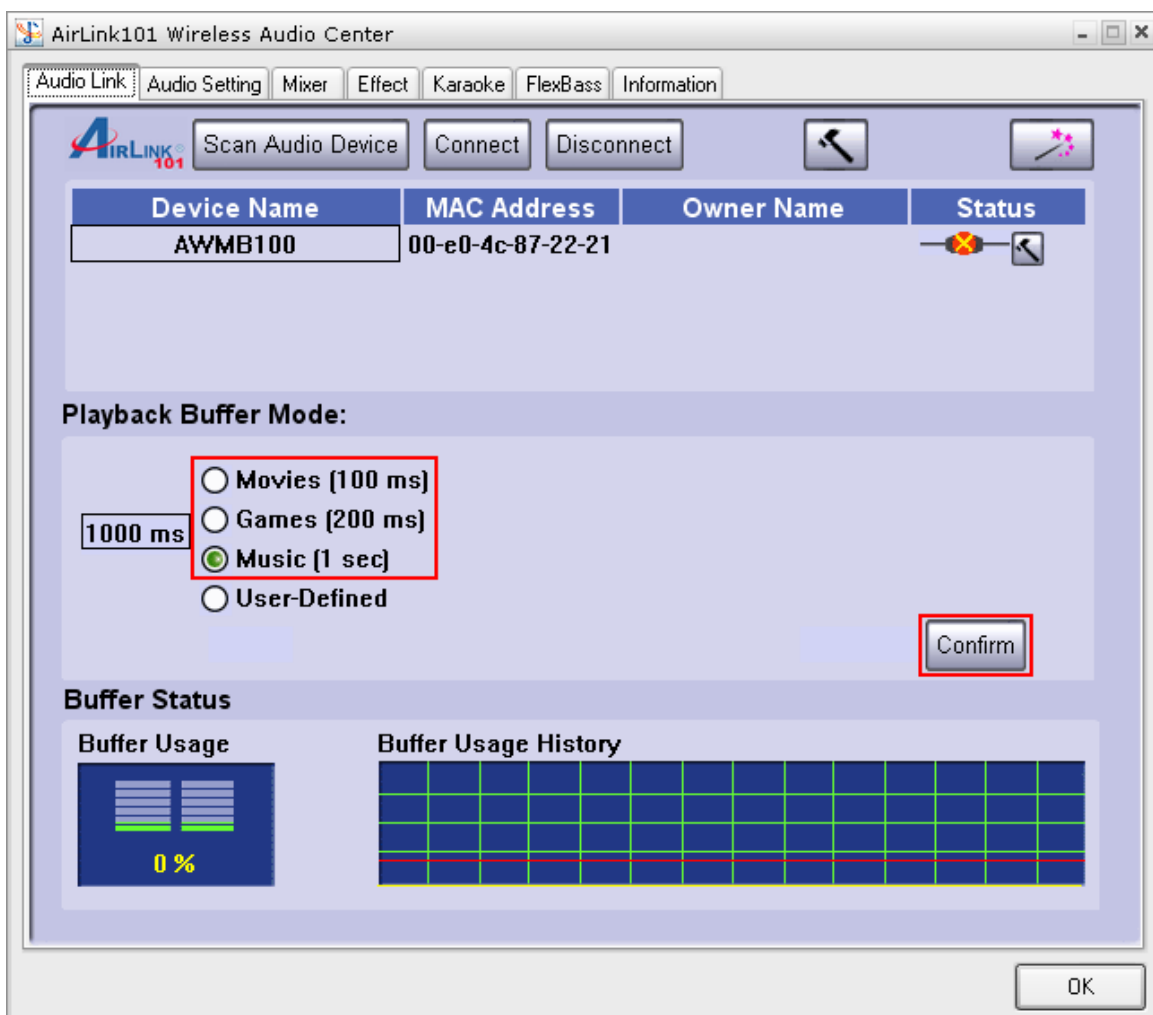 AirLink101 Wireless Audio Center
Audio Link Audio Setting Mixer Effect Karaoke FlexBass Information
AIRLINK® 101 Scan Audio Device Connect Disconnect
Device Name MAC Address Owner Name Status
AWMB100 00-e0-4c-87-22-21
Playback Buffer Mode:
Movies (100 ms)
Games (200 ms)
1000 ms
Music (1 sec)
User-Defined
Confirm
Buffer Status
Buffer Usage Buffer Usage History
0 %
OK